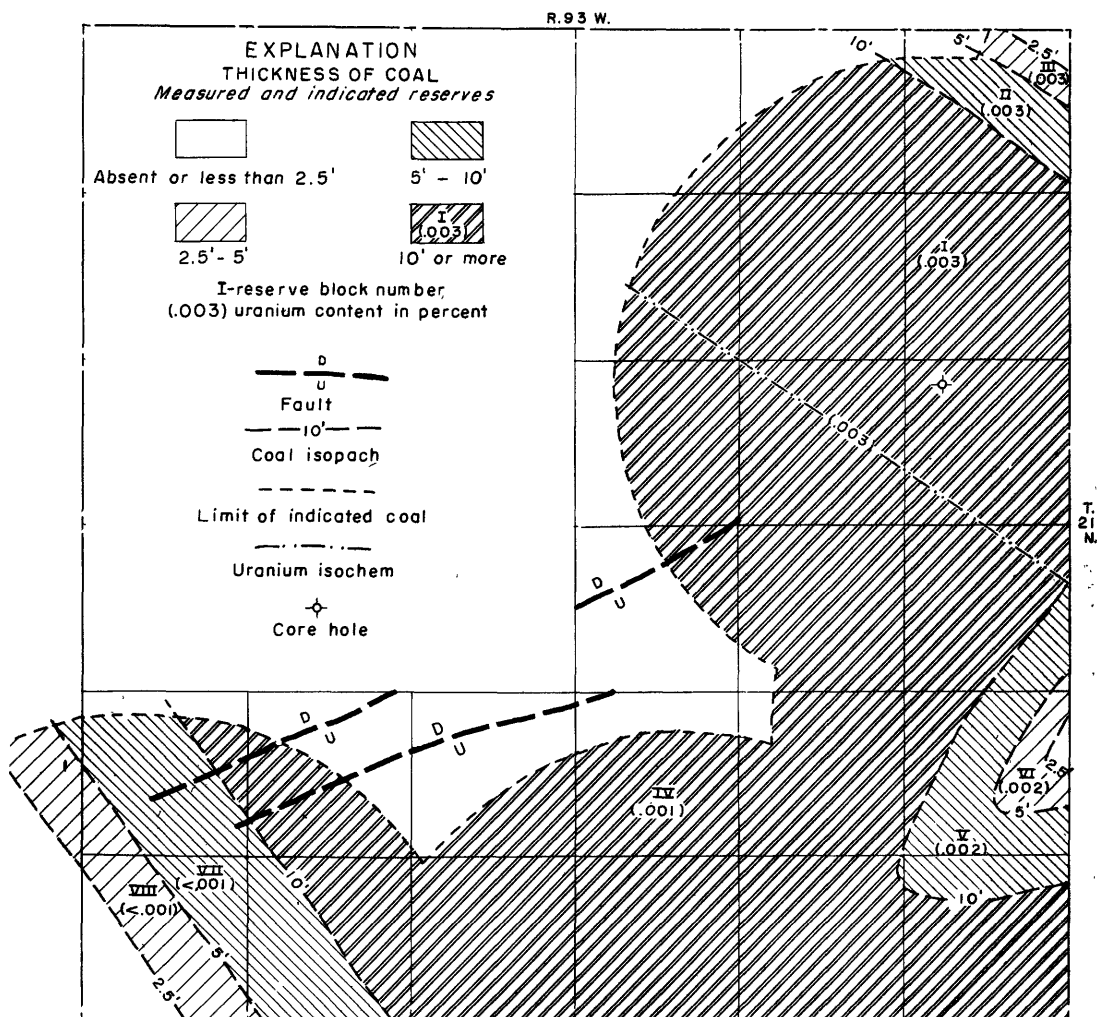 R.93 W.
EXPLANATION
THICKNESS OF COAL
Measured and indicated reserves
Absent or less than 2.5'
5' - 10'
2.5'- 5'
I
(.003)
10' or more
I-reserve block number,
(.003) uranium content in percent
D
U
Fault
10'
Coal isopach
Limit of indicated coal
Uranium isochem
Core hole
10'
5'
2.5'
III
(.003)
II
(.003)
I
(.003)
(.003)
T.
21
N.
D
U
D
U
D
U
IV
(.001)
VI
(.002)
2.5
5'
V
(.002)
10'
VII
(<.001)
VIII
(<.001)
10'
5'
2.5'